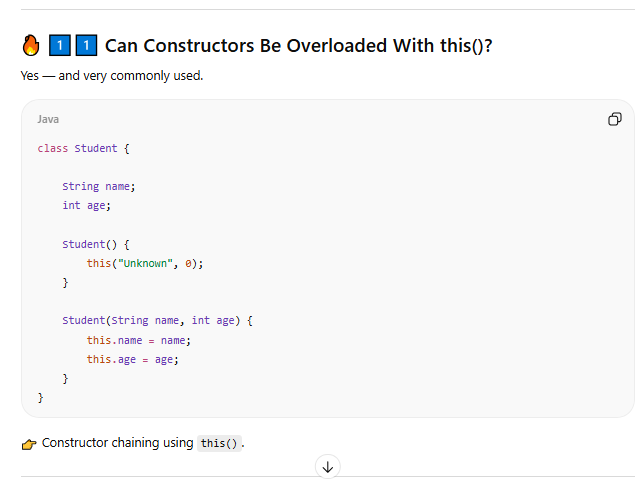 🔥 1️⃣1️⃣ Can Constructors Be Overloaded With this()?
Yes — and very commonly used.
Java
class Student {
    String name;
    int age;
    Student() {
        this("Unknown", 0);
    }
    Student(String name, int age) {
        this.name = name;
        this.age = age;
    }
}
👉 Constructor chaining using this().